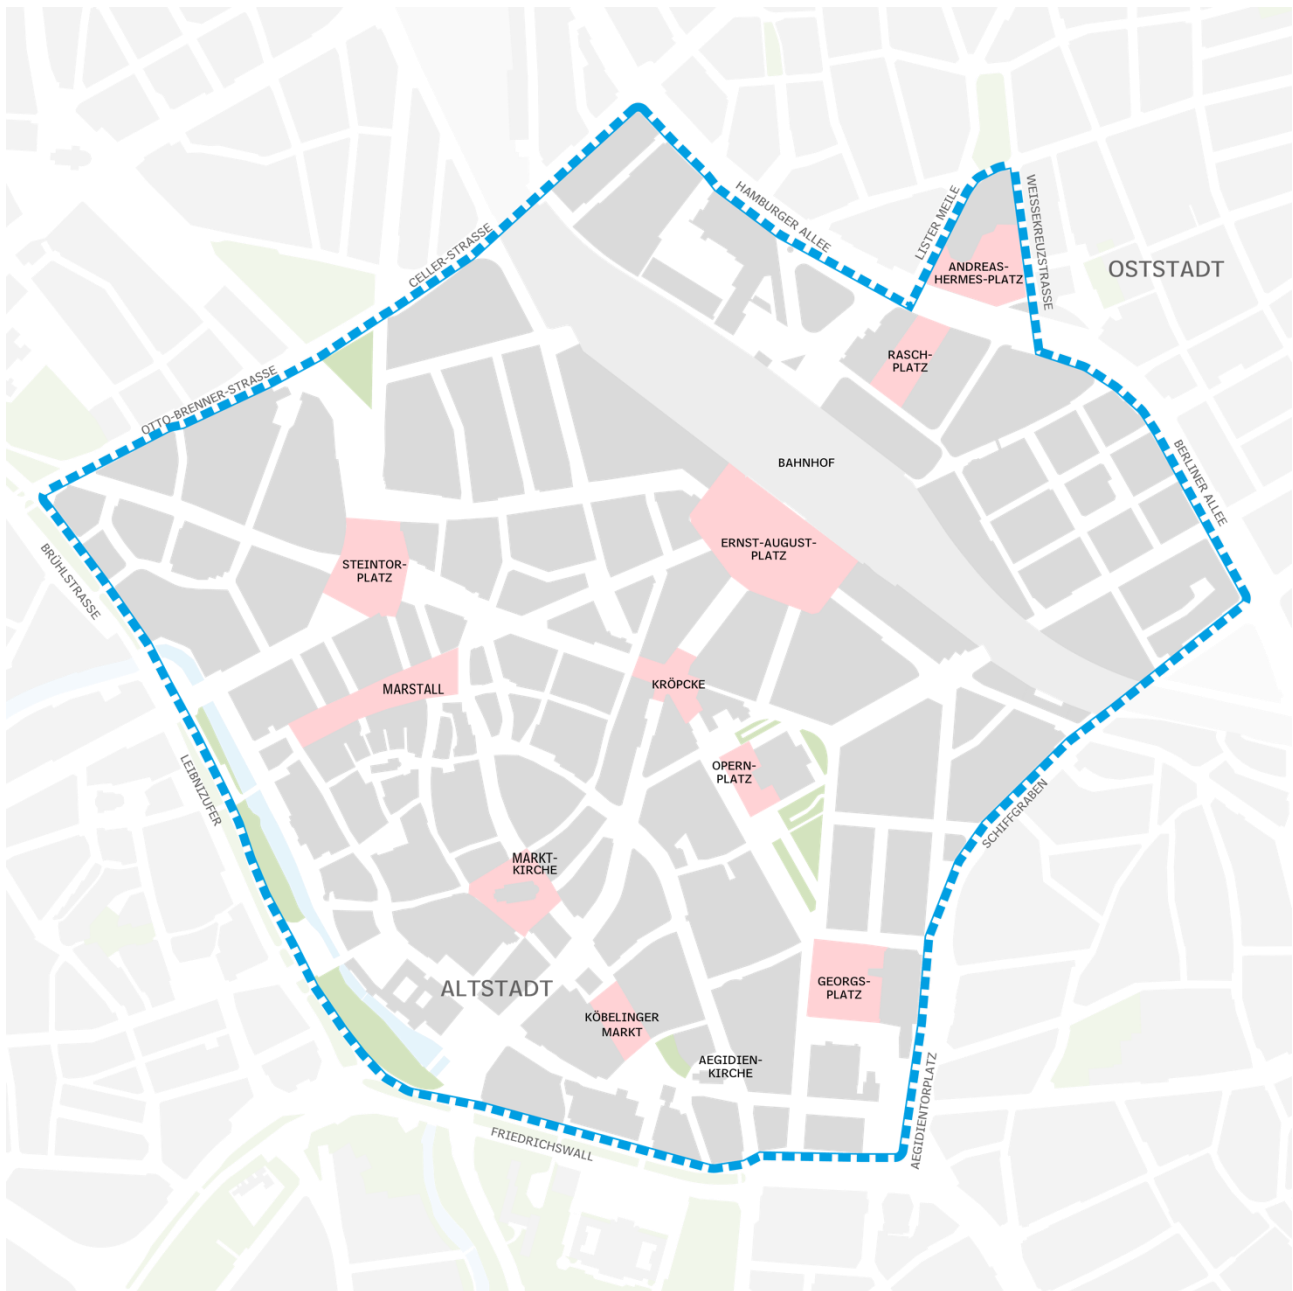 HAMBURGER ALLEE
LISTER MEILE
WEISSEKREUZSTRASSE
CELLER-STRASSE
ANDREAS-
HERMES-PLATZ
OSTSTADT
RASCH-
PLATZ
OTTO-BRENNER-STRASSE
BAHNHOF
BERLINER ALLEE
ERNST-AUGUST-
PLATZ
STEINTOR-
PLATZ
BRÜHLSTRASSE
MARSTALL
KRÖPCKE
OPERN-
PLATZ
LEIBNIZUFER
SCHIFFGRABEN
MARKT-
KIRCHE
ALTSTADT
GEORGS-
PLATZ
KÖBELINGER
MARKT
AEGIDIEN-
KIRCHE
AEGIDIENTORPLATZ
FRIEDRICHSWALL